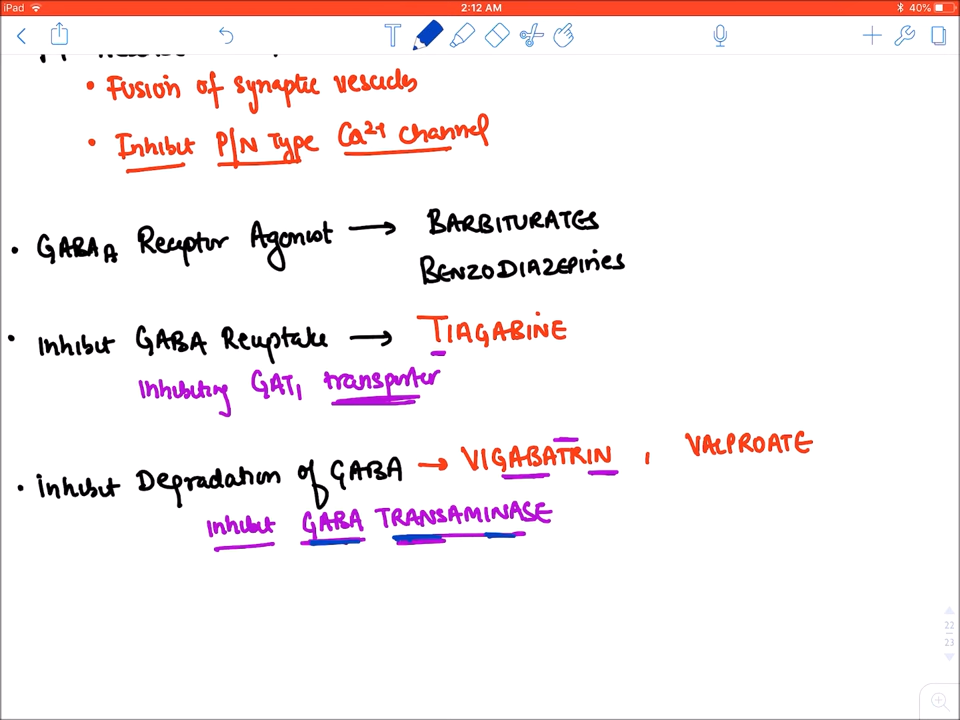 iPad 2:12 AM 40%
• Fusion of synaptic vesicles
• Inhibit P/N Type Ca²⁺ channel
• GABA_A Receptor Agonist → BARBITURATES
BENZODIAZEPINES
• Inhibit GABA Reuptake → TIAGABINE
Inhibiting GAT₁ transporter
• Inhibit Degradation of GABA → VIGABATRIN , VALPROATE
Inhibit GABA TRANSAMINASE
22
23